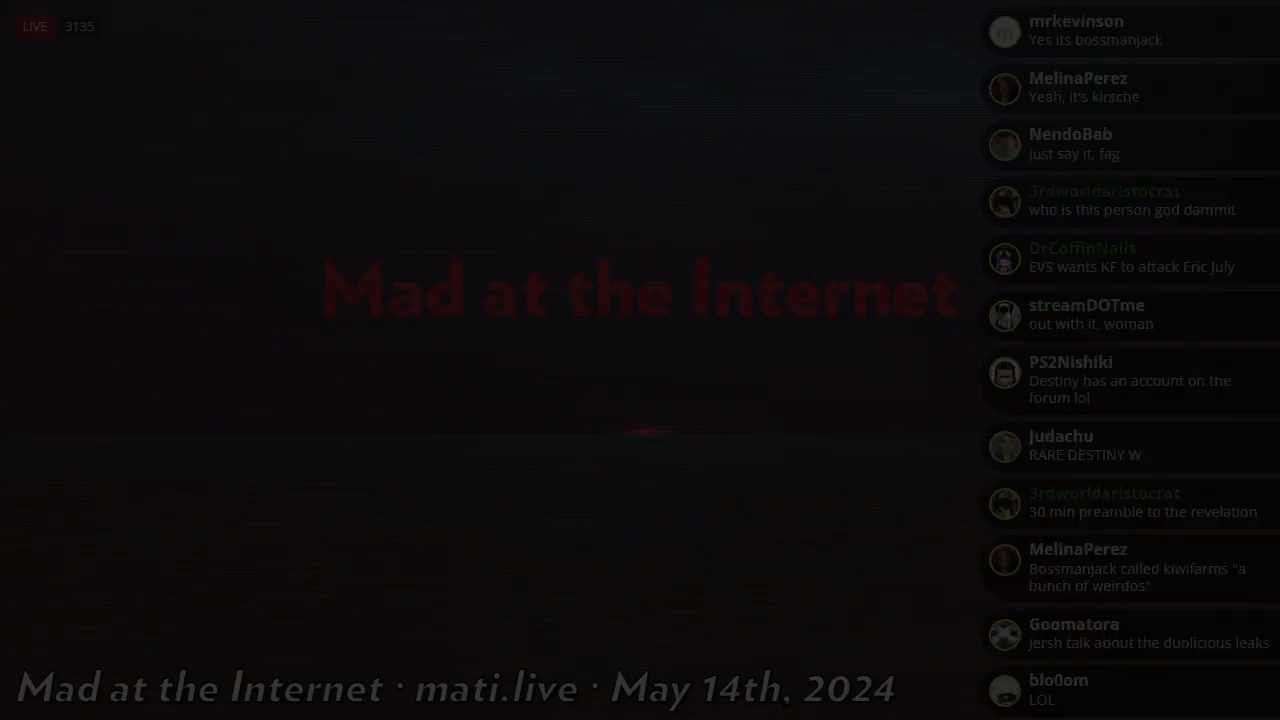 LIVE 3135
mrkevinson
Yes its bossmanjack
MelinaPerez
Yeah, it's kirsche
NendoBab
just say it, fag
3rdworldaristocrat
who is this person god dammit
DrCoffinNails
EVS wants KF to attack Eric July
streamDOTme
out with it, woman
PS2Nishiki
Destiny has an account on the
forum lol
Judachu
RARE DESTINY W
3rdworldaristocrat
30 min preamble to the revelation
MelinaPerez
Bossmanjack called kiwifarms "a
bunch of weirdos"
Goomatora
jersh talk about the duolicious leaks
blo0om
LOL
Mad at the Internet
Mad at the Internet · mati.live · May 14th, 2024